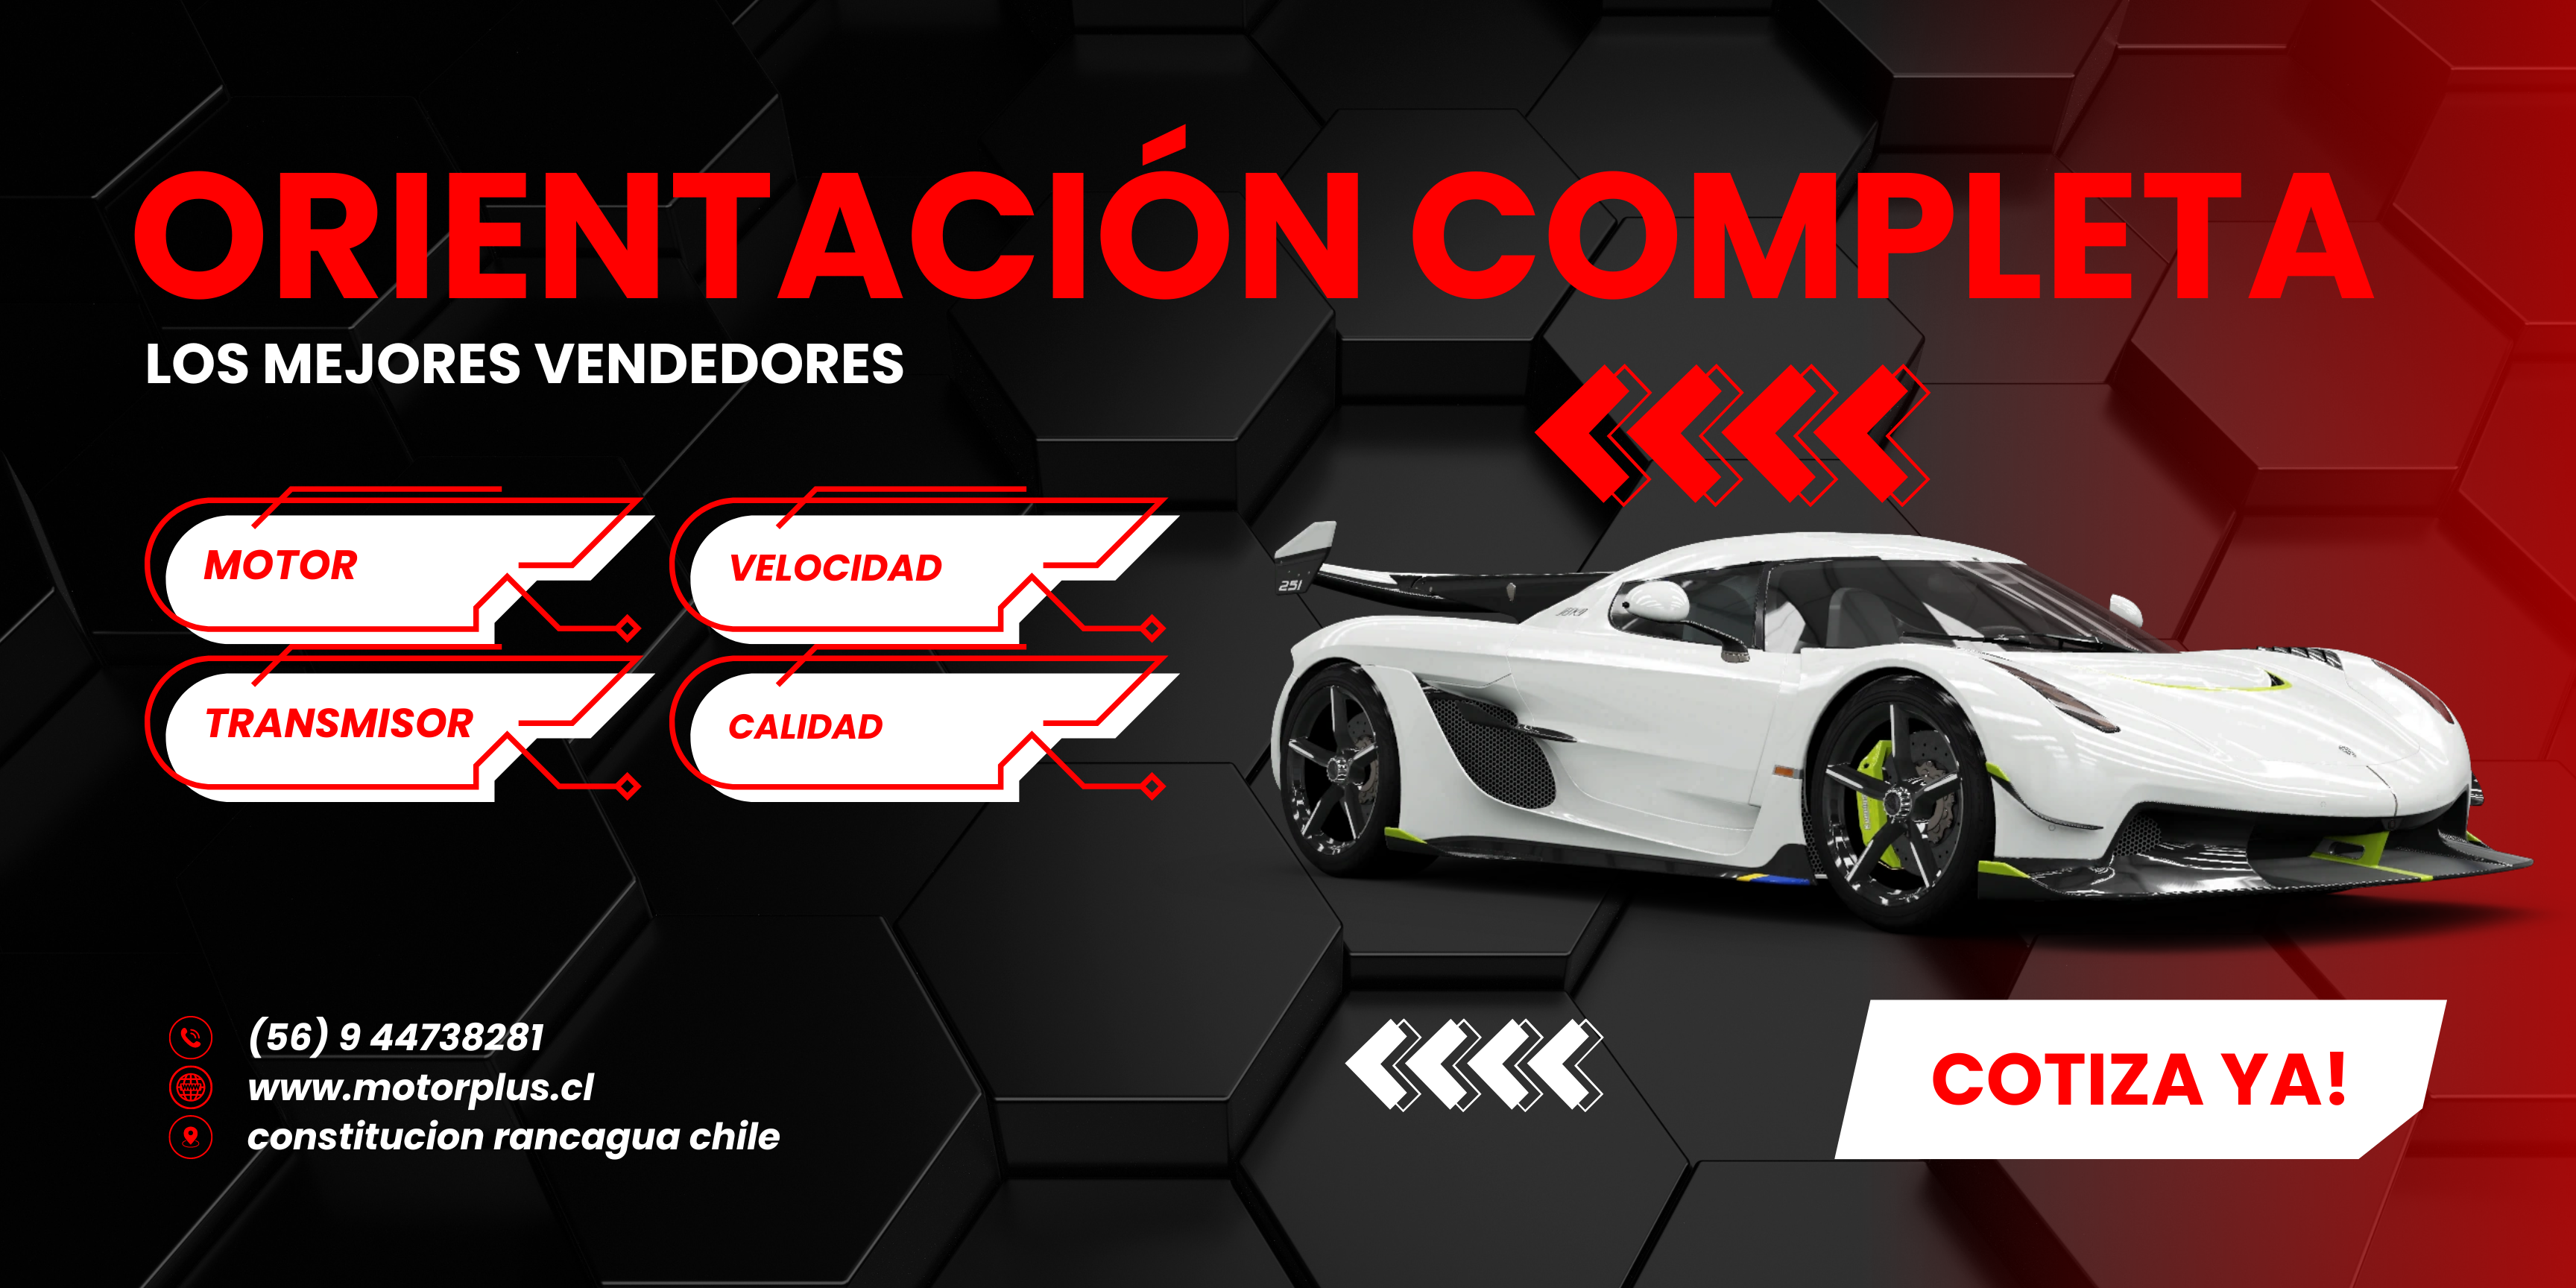 ORIENTACIÓN COMPLETA
LOS MEJORES VENDEDORES
MOTOR
VELOCIDAD
TRANSMISOR
CALIDAD
251
(56) 9 44738281
www.motorplus.cl
constitucion rancagua chile
COTIZA YA!